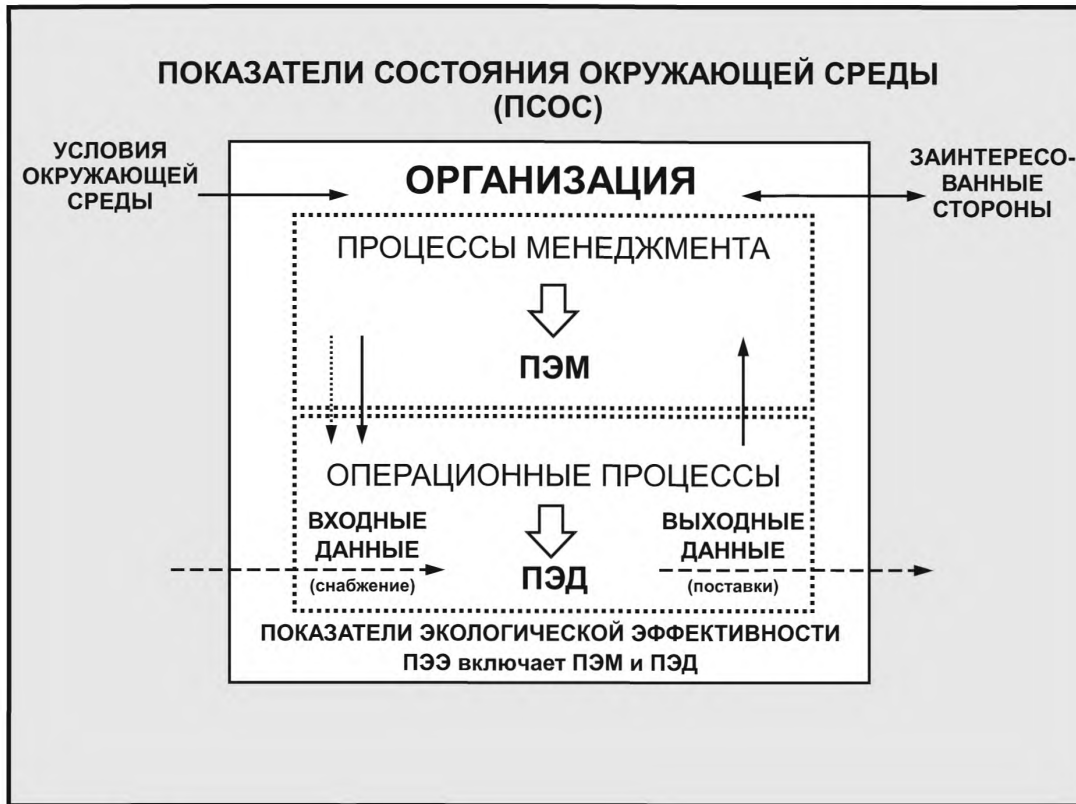 ПОКАЗАТЕЛИ СОСТОЯНИЯ ОКРУЖАЮЩЕЙ СРЕДЫ
(ПСОС)
УСЛОВИЯ
ОКРУЖАЮЩЕЙ
СРЕДЫ
ОРГАНИЗАЦИЯ
ЗАИНТЕРЕСО-
ВАННЫЕ
СТОРОНЫ
ПРОЦЕССЫ МЕНЕДЖМЕНТА
ПЭМ
ОПЕРАЦИОННЫЕ ПРОЦЕССЫ
ВХОДНЫЕ
ДАННЫЕ
(снабжение)
ПЭД
ВЫХОДНЫЕ
ДАННЫЕ
(поставки)
ПОКАЗАТЕЛИ ЭКОЛОГИЧЕСКОЙ ЭФФЕКТИВНОСТИ
ПЭЭ включает ПЭМ и ПЭД